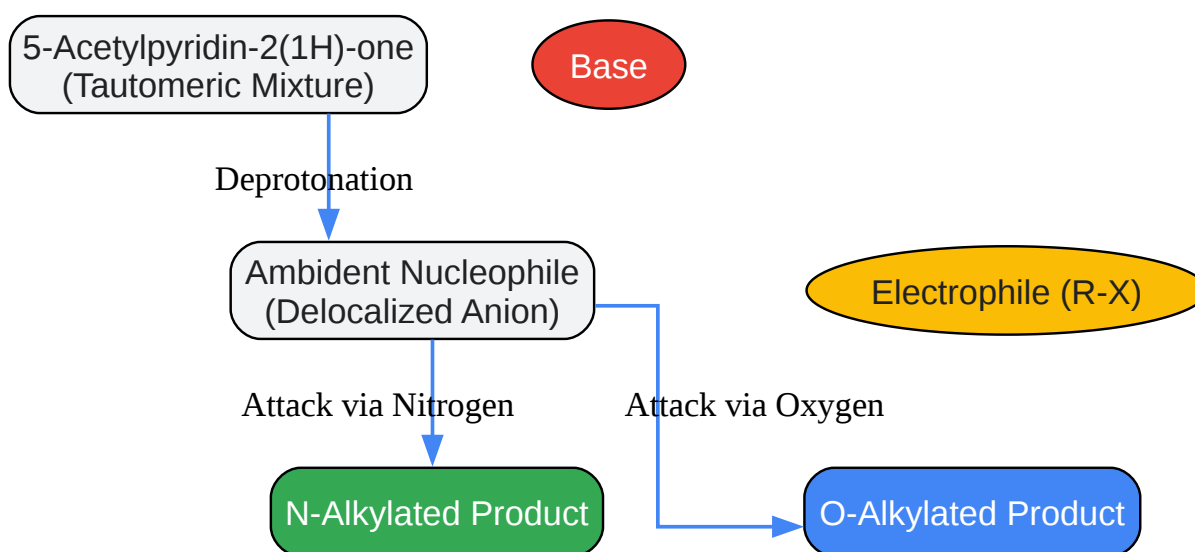 5-Acetylpyridin-2(1H)-one
(Tautomeric Mixture)
Base
Deprotonation
Ambident Nucleophile
(Delocalized Anion)
Electrophile (R-X)
Attack via Nitrogen
Attack via Oxygen
N-Alkylated Product
O-Alkylated Product